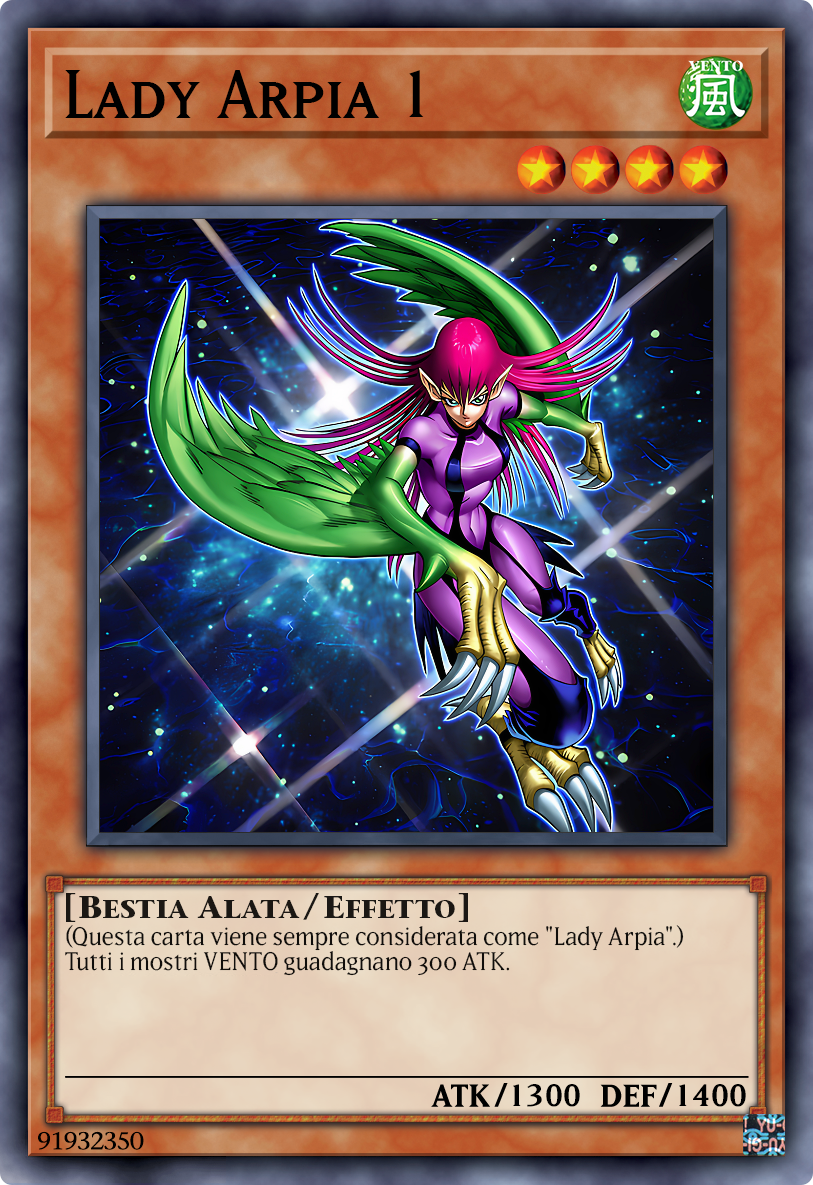 Lady Arpia 1
VENTO
風
[Bestia Alata/Effetto]
(Questa carta viene sempre considerata come "Lady Arpia".)
Tutti i mostri VENTO guadagnano 300 ATK.
ATK/1300 DEF/1400
91932350